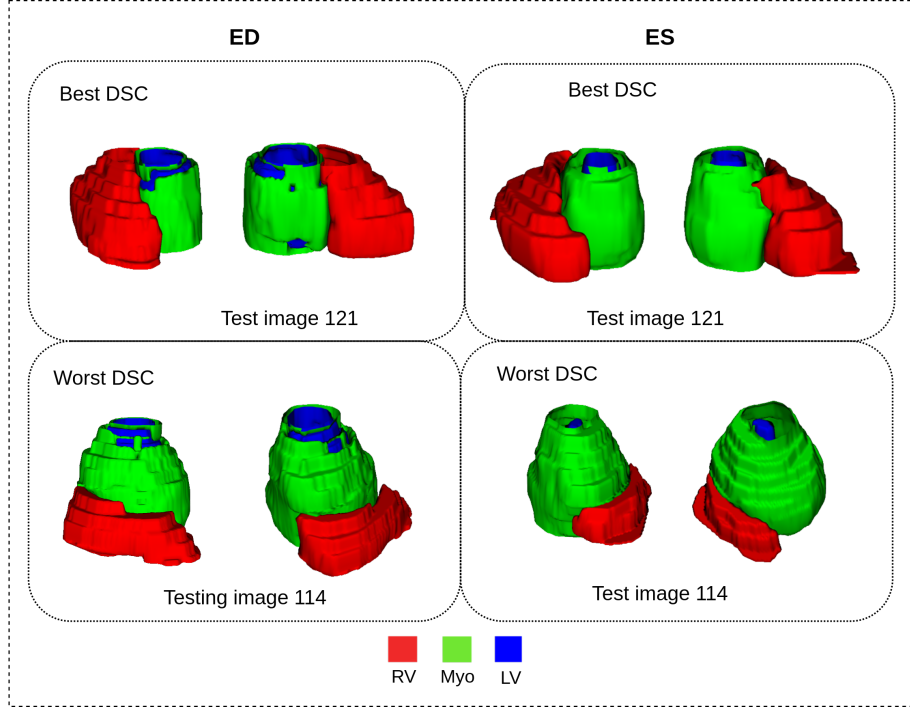 ED
ES
Best DSC
Best DSC
Test image 121
Test image 121
Worst DSC
Worst DSC
Testing image 114
Test image 114
RV
Myo
LV